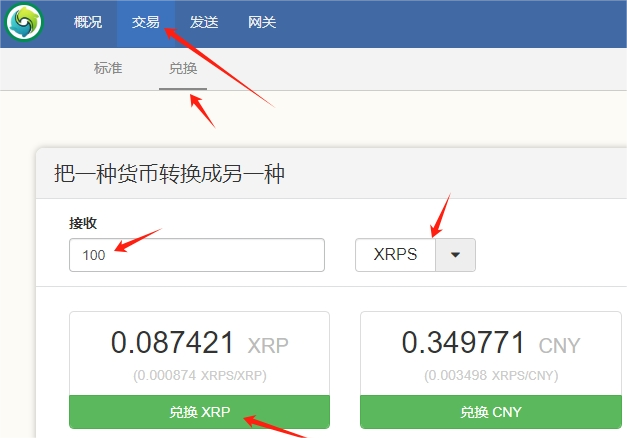 概况 交易 发送 网关
标准 兑换
把一种货币转换成另一种
接收
100 XRPS
0.087421 XRP 0.349771 CNY
(0.000874 XRPS/XRP) (0.003498 XRPS/CNY)
兑换 XRP 兑换 CNY